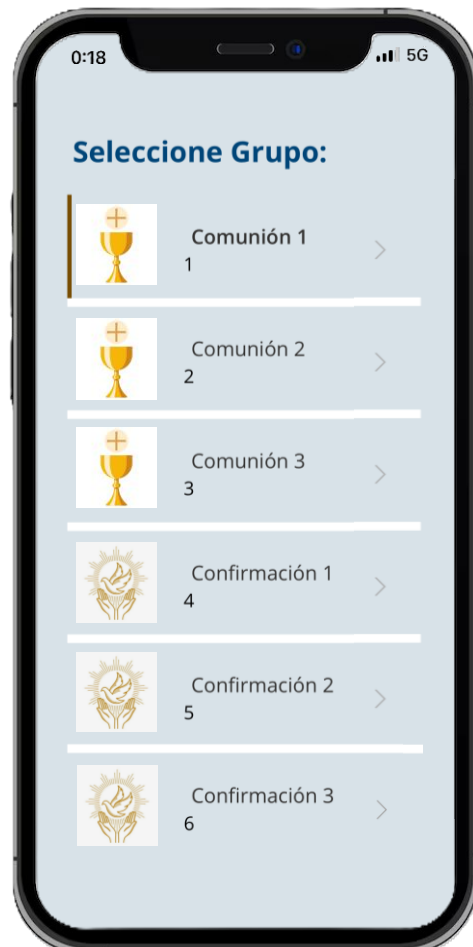 0:18
5G
Seleccione Grupo:
Comunión 1
1
Comunión 2
2
Comunión 3
3
Confirmación 1
4
Confirmación 2
5
Confirmación 3
6